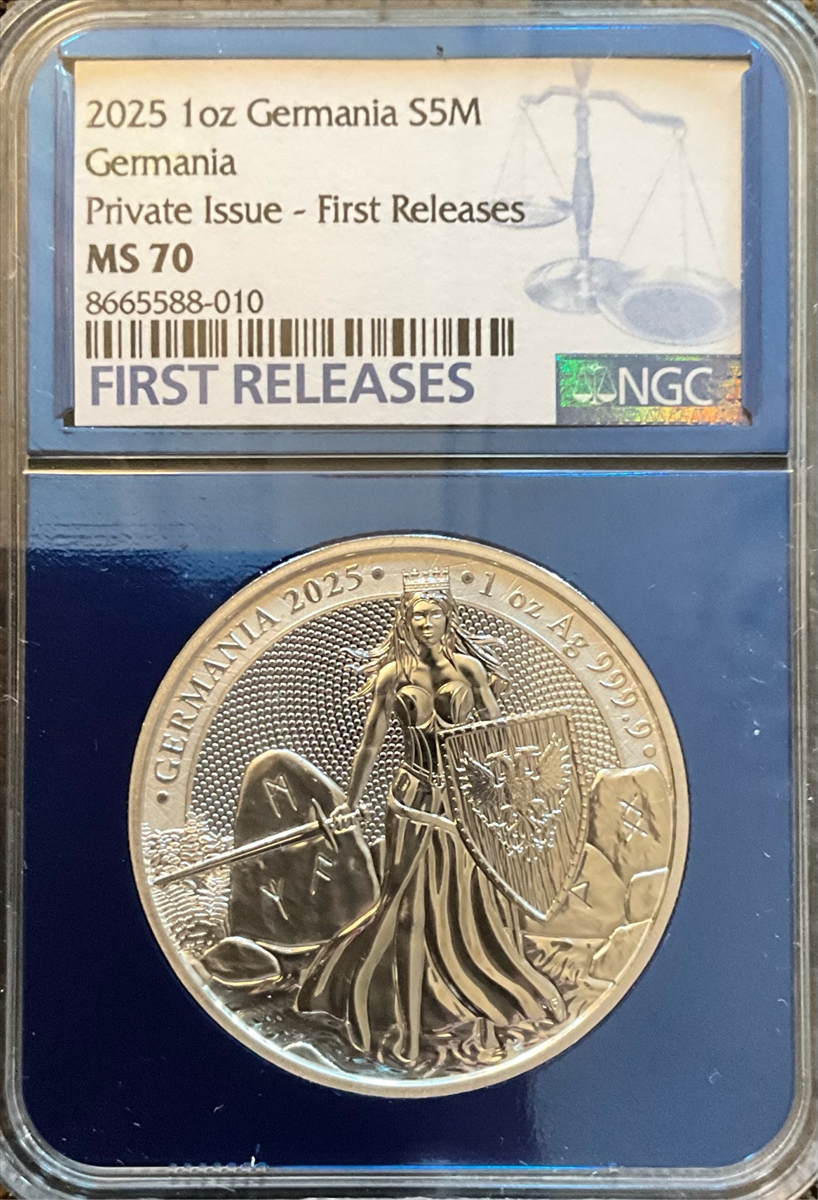 2025 1oz Germania S5M
Germania
Private Issue - First Releases
MS 70
8665588-010
FIRST RELEASES
NGC
• GERMANIA 2025 •
• 1 oz Ag 999.9 •